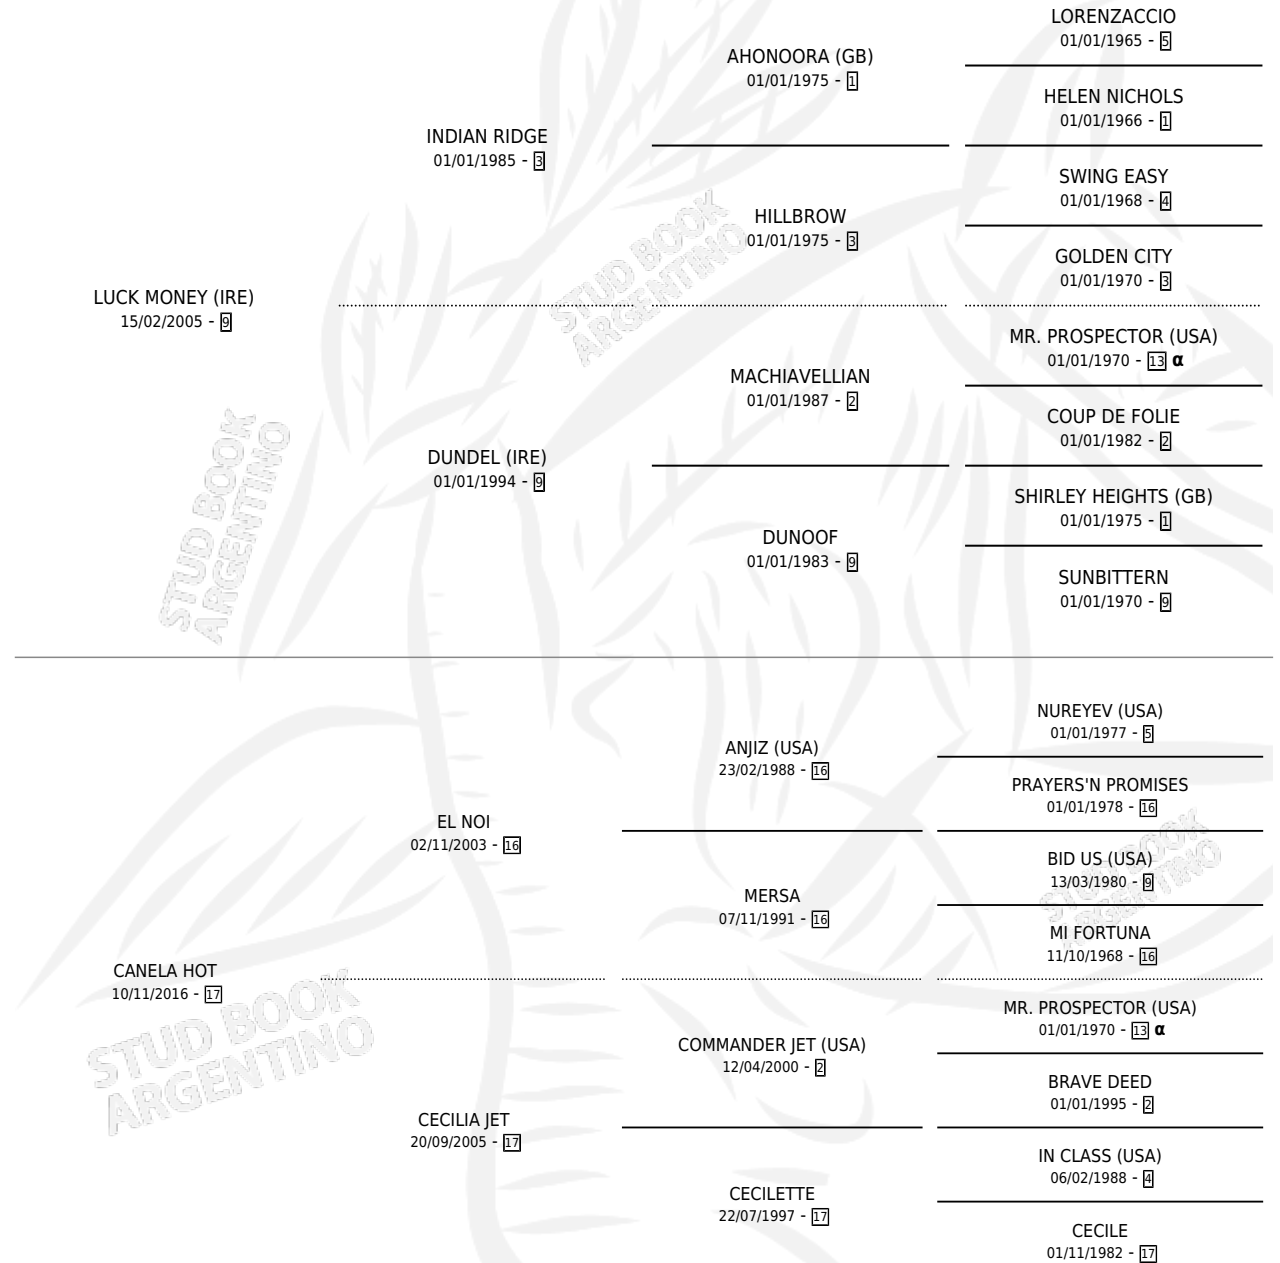 LORENZACCIO
01/01/1965 - 5
AHONOORA (GB)
01/01/1975 - 1
HELEN NICHOLS
01/01/1966 - 1
INDIAN RIDGE
01/01/1985 - 3
SWING EASY
01/01/1968 - 4
HILLBROW
01/01/1975 - 3
GOLDEN CITY
01/01/1970 - 3
LUCK MONEY (IRE)
15/02/2005 - 9
MR. PROSPECTOR (USA)
01/01/1970 - 13 α
MACHIAVELLIAN
01/01/1987 - 2
COUP DE FOLIE
01/01/1982 - 2
DUNDEL (IRE)
01/01/1994 - 9
SHIRLEY HEIGHTS (GB)
01/01/1975 - 1
DUNOOF
01/01/1983 - 9
SUNBITTERN
01/01/1970 - 9
NUREYEV (USA)
01/01/1977 - 5
ANJIZ (USA)
23/02/1988 - 16
PRAYERS'N PROMISES
01/01/1978 - 16
EL NOI
02/11/2003 - 16
BID US (USA)
13/03/1980 - 9
MERSA
07/11/1991 - 16
MI FORTUNA
11/10/1968 - 16
CANELA HOT
10/11/2016 - 17
MR. PROSPECTOR (USA)
01/01/1970 - 13 α
COMMANDER JET (USA)
12/04/2000 - 2
BRAVE DEED
01/01/1995 - 2
CECILIA JET
20/09/2005 - 17
IN CLASS (USA)
06/02/1988 - 4
CECILETTE
22/07/1997 - 17
CECILE
01/11/1982 - 17
STUD BOOK
ARGENTINO
STUD BOOK
ARGENTINO
STUD BOOK
ARGENTINO
STUD BOOK
ARGENTINO